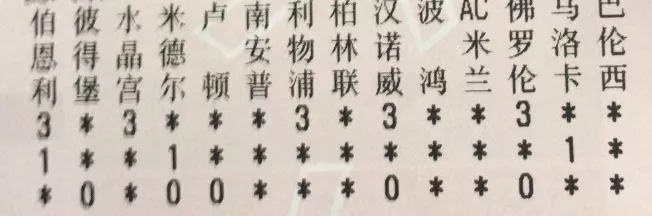 伯恩利 3 1 *
彼得堡 * * 0
水晶宫 3 * *
米德尔 * 1 0
卢顿 * * 0
南安普 * * *
利物浦 3 * *
柏林联 * * *
汉诺威 3 * 0
波鸿 * * *
AC米兰 * * *
佛罗伦 3 * 0
马洛卡 * 1 *
巴伦西 * * *